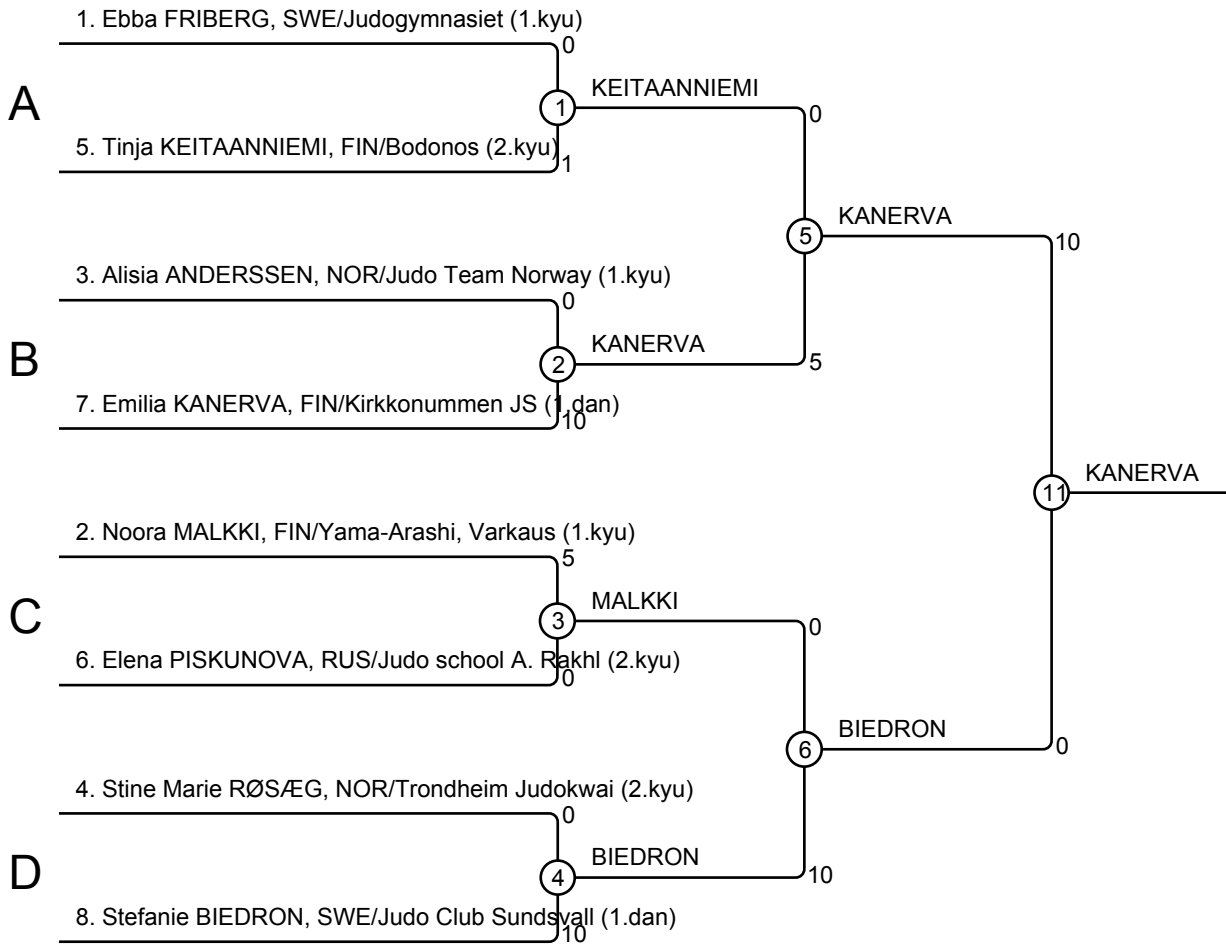 1. Ebba FRIBERG, SWE/Judogymnasiet (1.kyu)
0
A
1
KEITAANNIEMI
0
5. Tinja KEITAANNIEMI, FIN/Bodonos (2.kyu)
1
5
KANERVA
10
3. Alisia ANDERSSEN, NOR/Judo Team Norway (1.kyu)
0
B
2
KANERVA
5
7. Emilia KANERVA, FIN/Kirkkonummen JS (1.dan)
10
11
KANERVA
2. Noora MALKKI, FIN/Yama-Arashi, Varkaus (1.kyu)
5
C
3
MALKKI
0
6. Elena PISKUNOVA, RUS/Judo school A. Rakhl (2.kyu)
0
6
BIEDRON
0
4. Stine Marie RØSÆG, NOR/Trondheim Judokwai (2.kyu)
0
D
4
BIEDRON
10
8. Stefanie BIEDRON, SWE/Judo Club Sundsvall (1.dan)
10